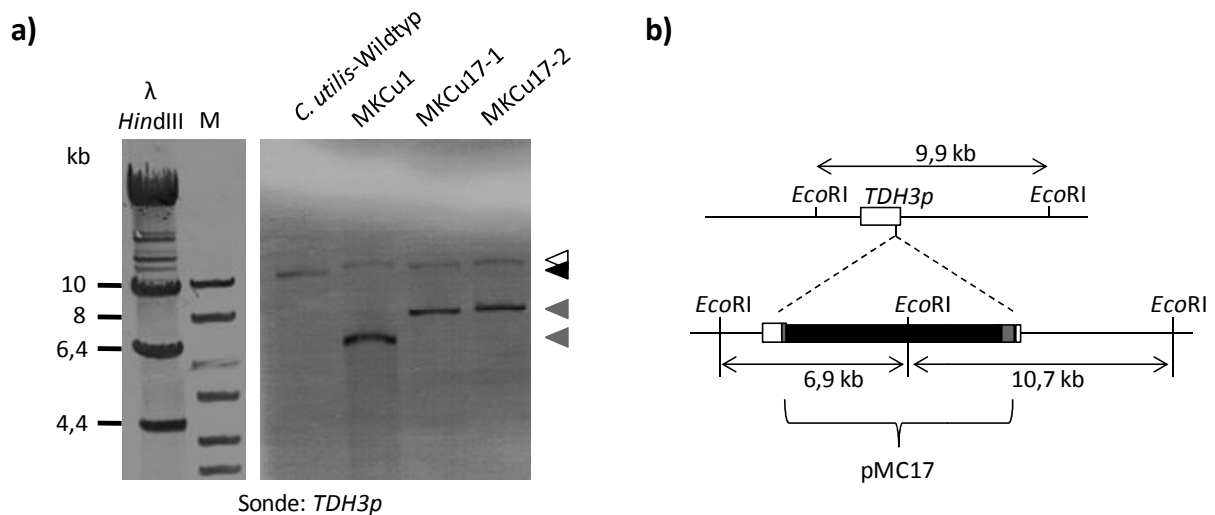 a)
λ
HindIII
M
C. utilis-Wildtyp
MKCu1
MKCu17-1
MKCu17-2
kb
10
8
6,4
4,4
Sonde: TDH3p
b)
9,9 kb
EcoRI
TDH3p
EcoRI
EcoRI
EcoRI
EcoRI
6,9 kb
10,7 kb
pMC17